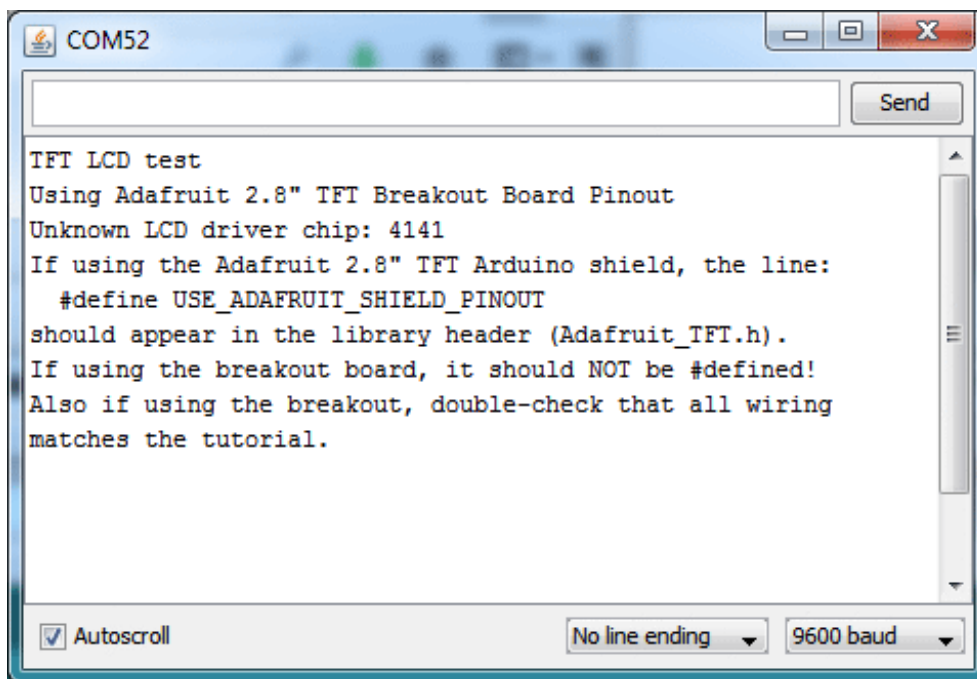 COM52
Send
TFT LCD test
Using Adafruit 2.8" TFT Breakout Board Pinout
Unknown LCD driver chip: 4141
If using the Adafruit 2.8" TFT Arduino shield, the line:
  #define USE_ADAFRUIT_SHIELD_PINOUT
should appear in the library header (Adafruit_TFT.h).
If using the breakout board, it should NOT be #defined!
Also if using the breakout, double-check that all wiring
matches the tutorial.
Autoscroll No line ending 9600 baud